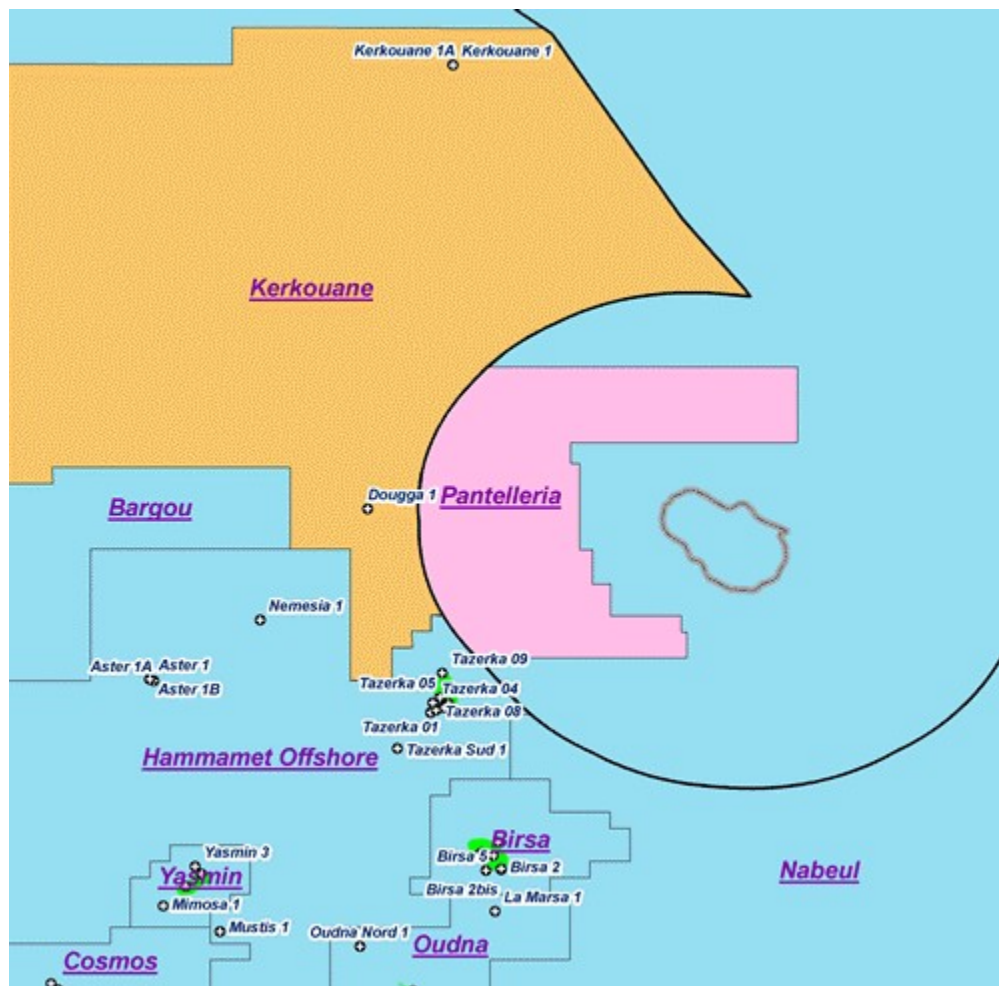 Kerkouane 1A Kerkouane 1
Kerkouane
Dougga 1
Pantelleria
Bargou
Nemesia 1
Aster 1A Aster 1
Aster 1B
Tazerka 09
Tazerka 05 Tazerka 04
Tazerka 08
Tazerka 01
Tazerka Sud 1
Hammamet Offshore
Birsa
Yasmin 3
Birsa 5
Birsa 2
Yasmin
Nabeul
Birsa 2bis
La Marsa 1
Mimosa 1
Mustis 1
Oudna Nord 1
Oudna
Cosmos